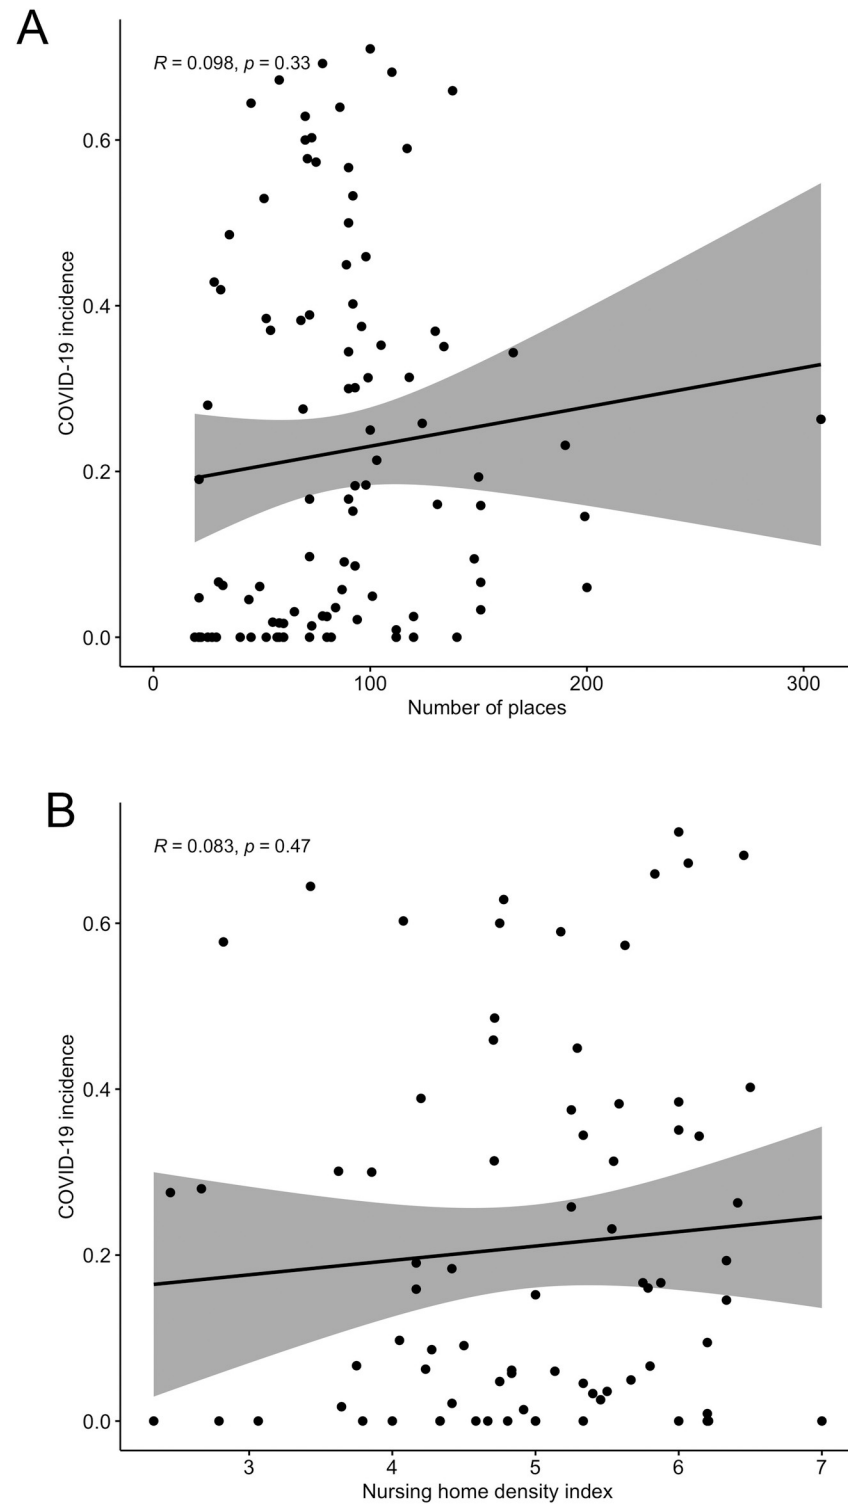 A
R = 0.098, p = 0.33
0.6
0.4
0.2
0.0
COVID-19 incidence
0 100 200 300
Number of places
B
R = 0.083, p = 0.47
0.6
0.4
0.2
0.0
COVID-19 incidence
3 4 5 6 7
Nursing home density index